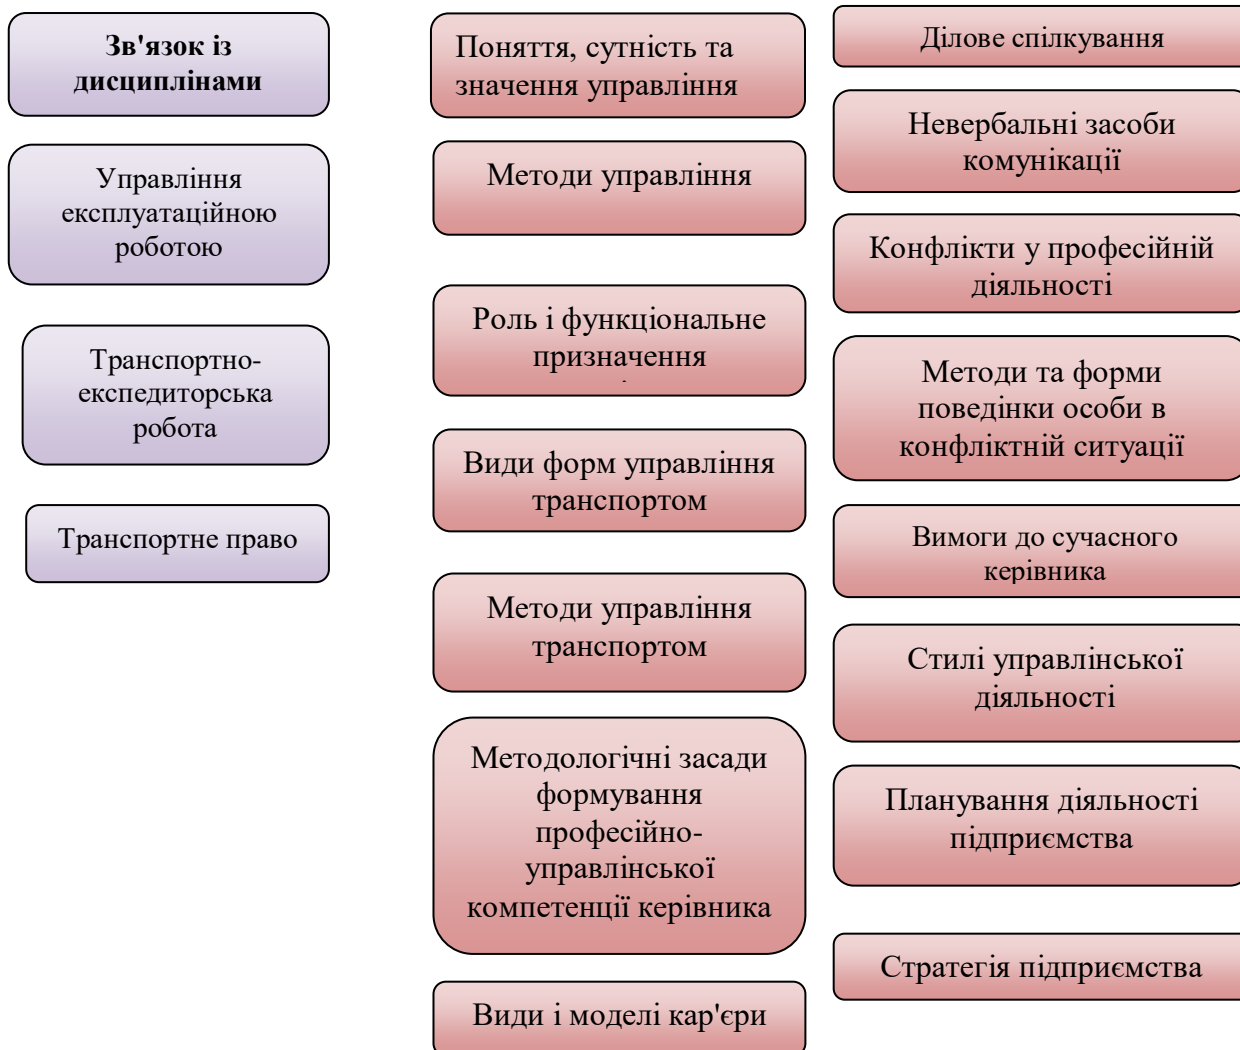 Зв'язок із
дисциплінами
Управління
експлуатаційною
роботою
Транспортно-
експедиторська
робота
Транспортне право
Поняття, сутність та
значення управління
Методи управління
Роль і функціональне
призначення
Види форм управління
транспортом
Методи управління
транспортом
Методологічні засади
формування
професійно-
управлінської
компетенції керівника
Види і моделі кар'єри
Ділове спілкування
Невербальні засоби
комунікації
Конфлікти у професійній
діяльності
Методи та форми
поведінки особи в
конфліктній ситуації
Вимоги до сучасного
керівника
Стилі управлінської
діяльності
Планування діяльності
підприємства
Стратегія підприємства